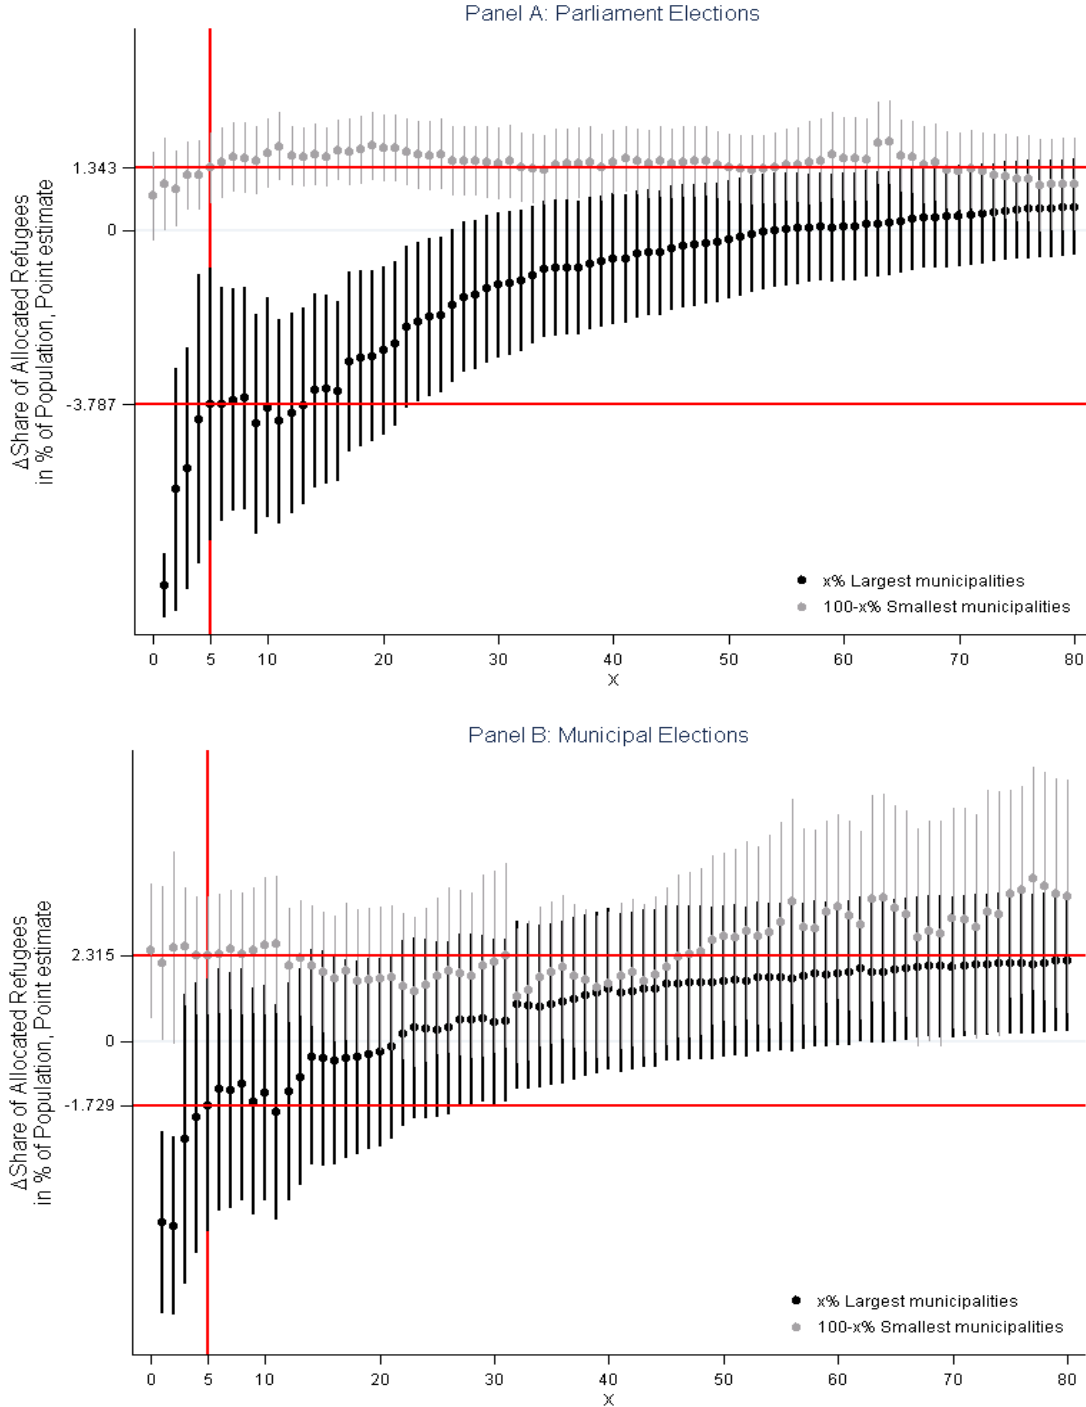 Panel A: Parliament Elections
ΔShare of Allocated Refugees
in % of Population, Point estimate
1.343
0
-3.787
x% Largest municipalities
100-x% Smallest municipalities
0 5 10 20 30 40 50 60 70 80
X
Panel B: Municipal Elections
ΔShare of Allocated Refugees
in % of Population, Point estimate
2.315
0
-1.729
x% Largest municipalities
100-x% Smallest municipalities
0 5 10 20 30 40 50 60 70 80
X